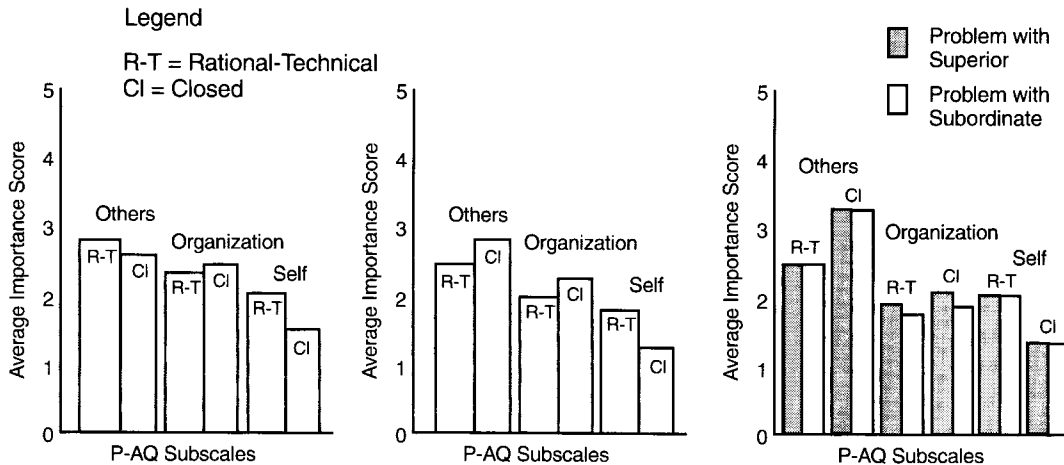 Legend
R-T = Rational-Technical
Cl = Closed
Average Importance Score
5
4
3
2
1
0
Others
Organization
Self
R-T
Cl
R-T
Cl
R-T
Cl
P-AQ Subscales
Average Importance Score
5
4
3
2
1
0
Others
Organization
Self
R-T
Cl
R-T
Cl
R-T
Cl
P-AQ Subscales
Problem with
Superior
Problem with
Subordinate
Average Importance Score
5
4
3
2
1
0
Others
Organization
Self
R-T
Cl
R-T
Cl
R-T
Cl
P-AQ Subscales